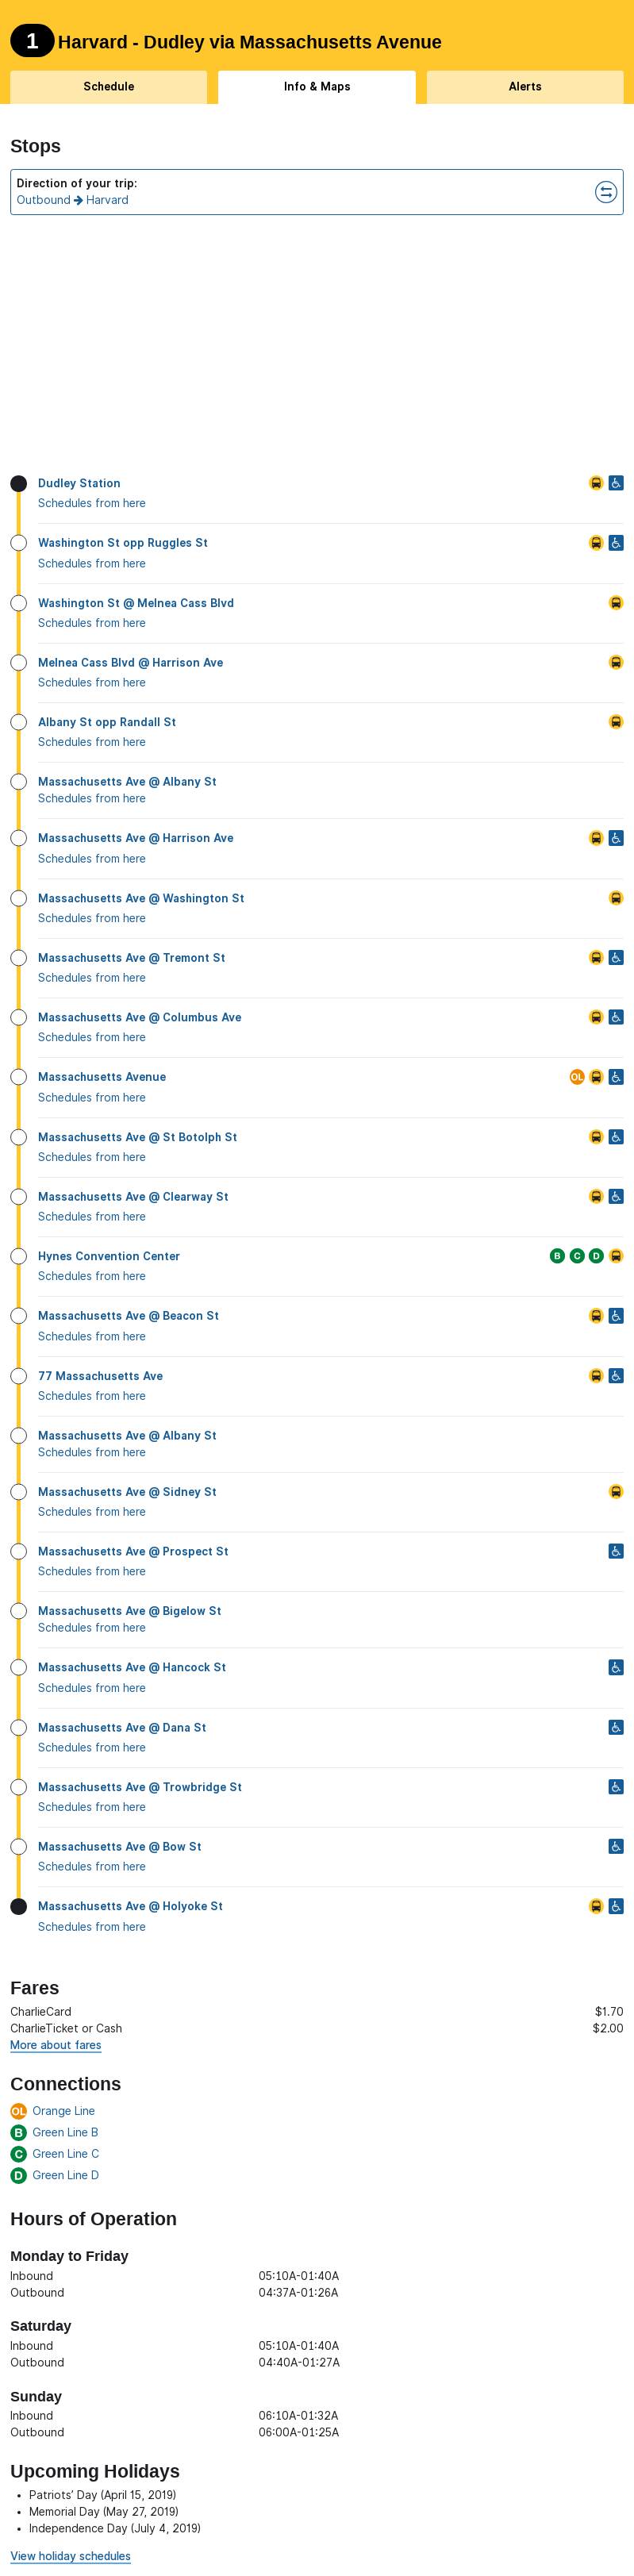 1 Harvard - Dudley via Massachusetts Avenue
Schedule Info & Maps Alerts
Stops
Direction of your trip:
Outbound Harvard
Dudley Station
Schedules from here
Washington St opp Ruggles St
Schedules from here
Washington St @ Melnea Cass Blvd
Schedules from here
Melnea Cass Blvd @ Harrison Ave
Schedules from here
Albany St opp Randall St
Schedules from here
Massachusetts Ave @ Albany St
Schedules from here
Massachusetts Ave @ Harrison Ave
Schedules from here
Massachusetts Ave @ Washington St
Schedules from here
Massachusetts Ave @ Tremont St
Schedules from here
Massachusetts Ave @ Columbus Ave
Schedules from here
Massachusetts Avenue OL
Schedules from here
Massachusetts Ave @ St Botolph St
Schedules from here
Massachusetts Ave @ Clearway St
Schedules from here
Hynes Convention Center B C D
Schedules from here
Massachusetts Ave @ Beacon St
Schedules from here
77 Massachusetts Ave
Schedules from here
Massachusetts Ave @ Albany St
Schedules from here
Massachusetts Ave @ Sidney St
Schedules from here
Massachusetts Ave @ Prospect St
Schedules from here
Massachusetts Ave @ Bigelow St
Schedules from here
Massachusetts Ave @ Hancock St
Schedules from here
Massachusetts Ave @ Dana St
Schedules from here
Massachusetts Ave @ Trowbridge St
Schedules from here
Massachusetts Ave @ Bow St
Schedules from here
Massachusetts Ave @ Holyoke St
Schedules from here
Fares
CharlieCard $1.70
CharlieTicket or Cash $2.00
More about fares
Connections
OL Orange Line
B Green Line B
C Green Line C
D Green Line D
Hours of Operation
Monday to Friday
Inbound 05:10A-01:40A
Outbound 04:37A-01:26A
Saturday
Inbound 05:10A-01:40A
Outbound 04:40A-01:27A
Sunday
Inbound 06:10A-01:32A
Outbound 06:00A-01:25A
Upcoming Holidays
• Patriots’ Day (April 15, 2019)
• Memorial Day (May 27, 2019)
• Independence Day (July 4, 2019)
View holiday schedules